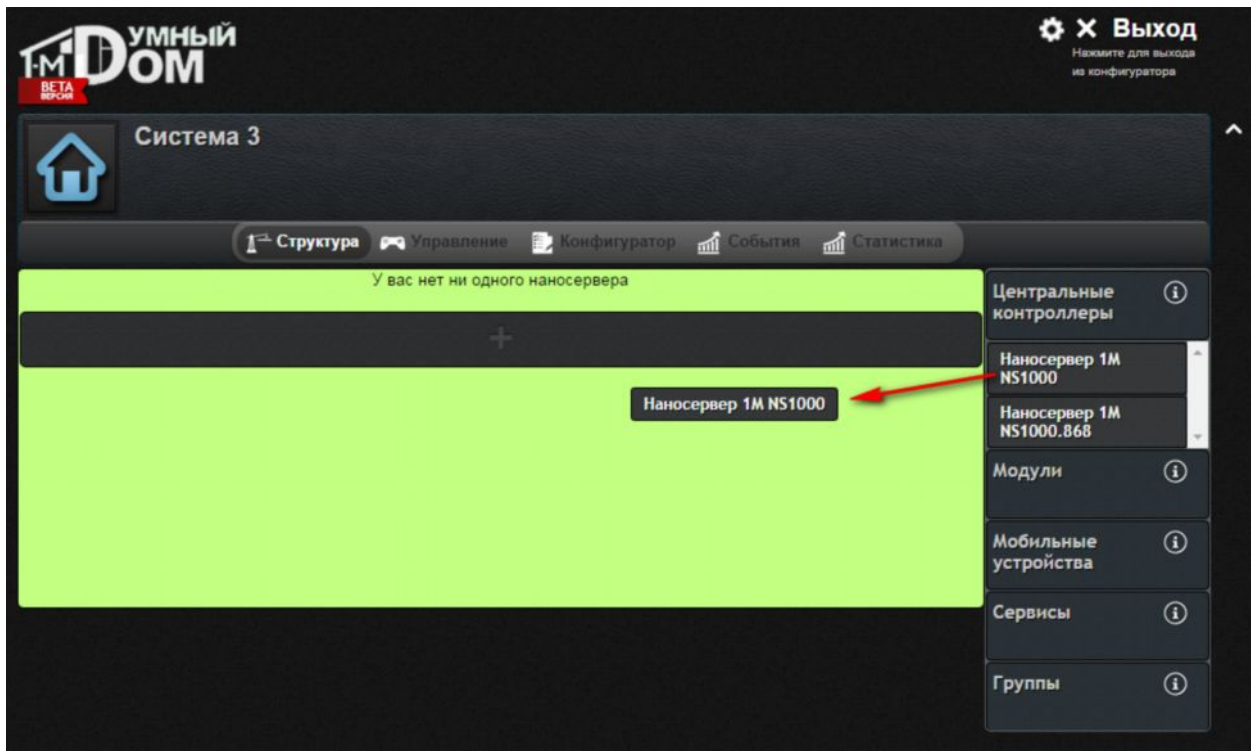 1-М
УМНЫЙ
DОМ
BETA
ВЕРСИЯ
Выход
Нажмите для выхода
из конфигуратора
Система 3
Структура Управление Конфигуратор События Статистика
У вас нет ни одного наносервера
Центральные
контроллеры
Наносервер 1М
NS1000
Наносервер 1М NS1000
Наносервер 1М
NS1000.868
Модули
Мобильные
устройства
Сервисы
Группы